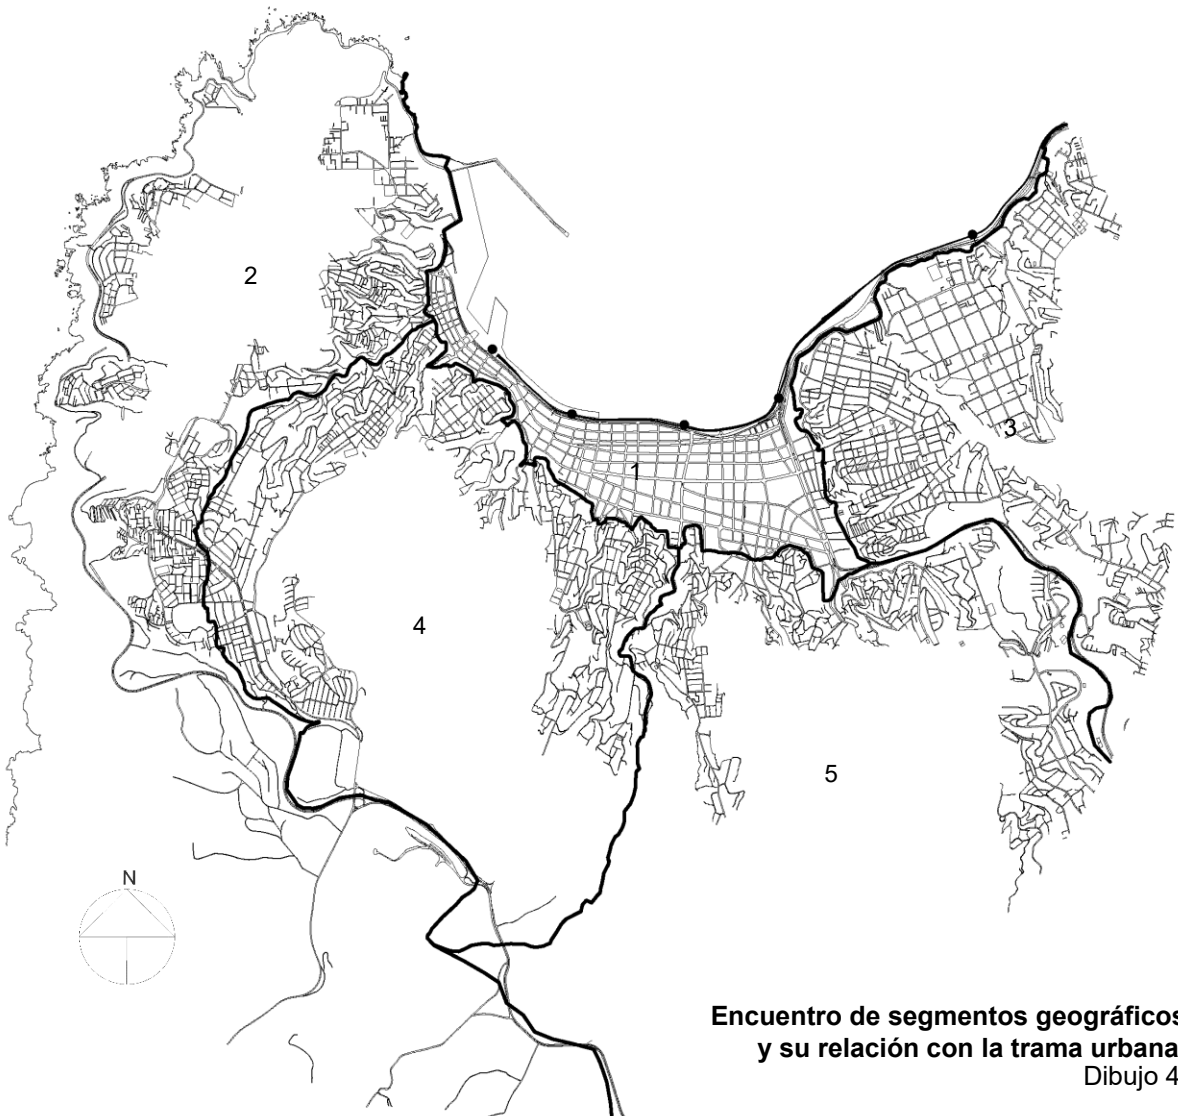 2
3
1
4
5
N
Encuentro de segmentos geográficos
y su relación con la trama urbana
Dibujo 4